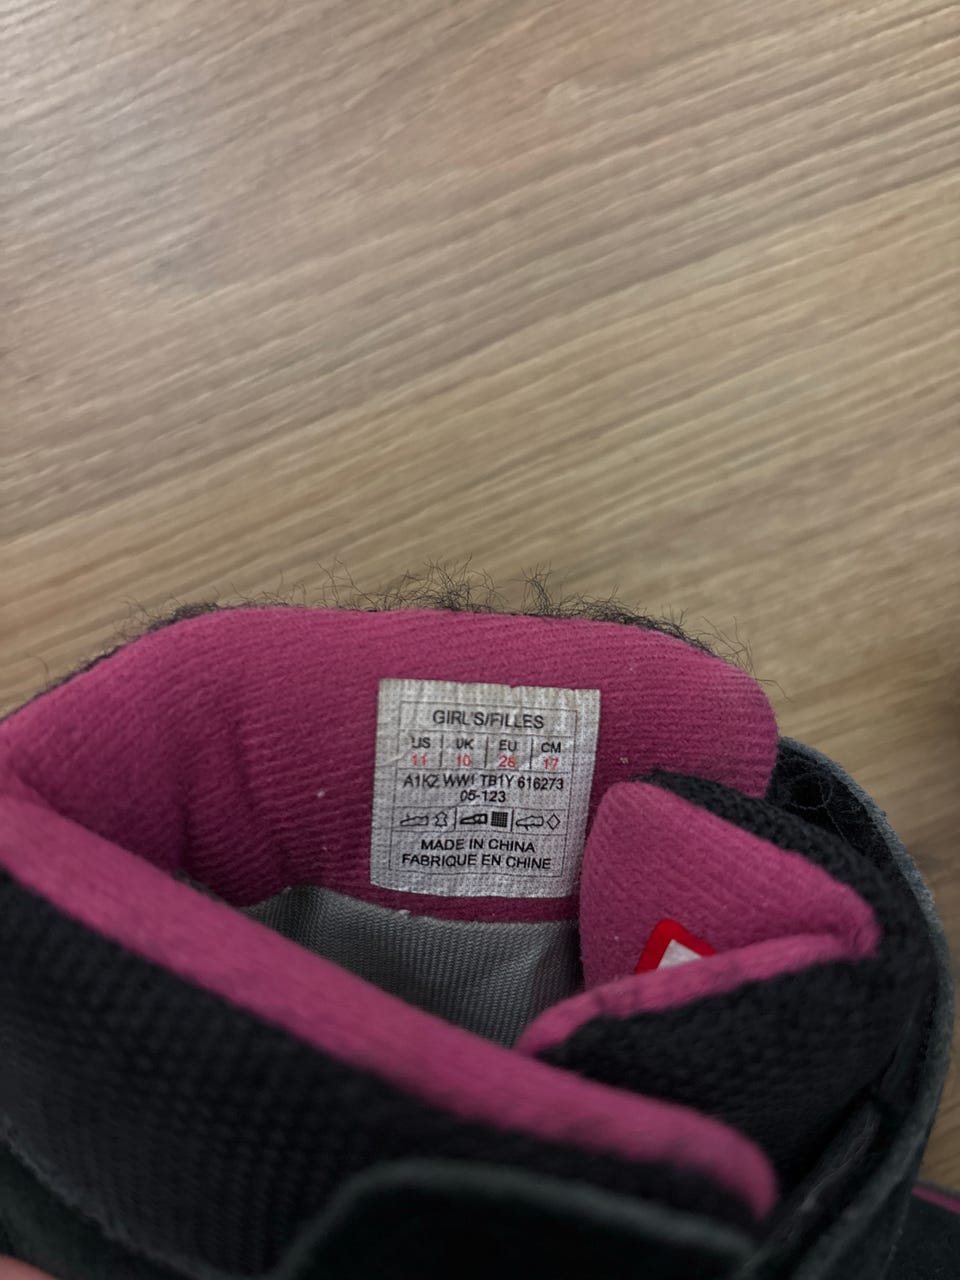 GIRL'S/FILLES
US UK EU CM
11 10 28 17
A1KZ WW1 TB1Y 616273
05-123
MADE IN CHINA
FABRIQUE EN CHINE